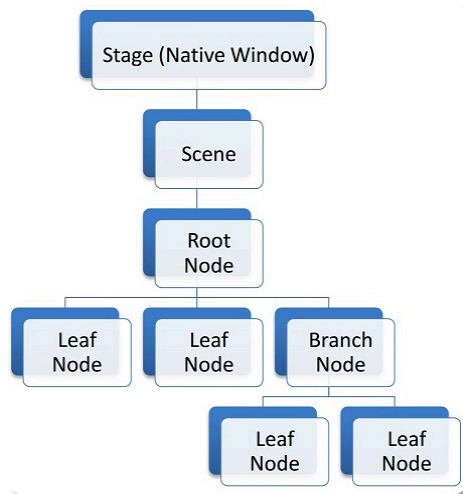 Stage (Native Window)
Scene
Root
Node
Leaf
Node
Leaf
Node
Branch
Node
Leaf
Node
Leaf
Node